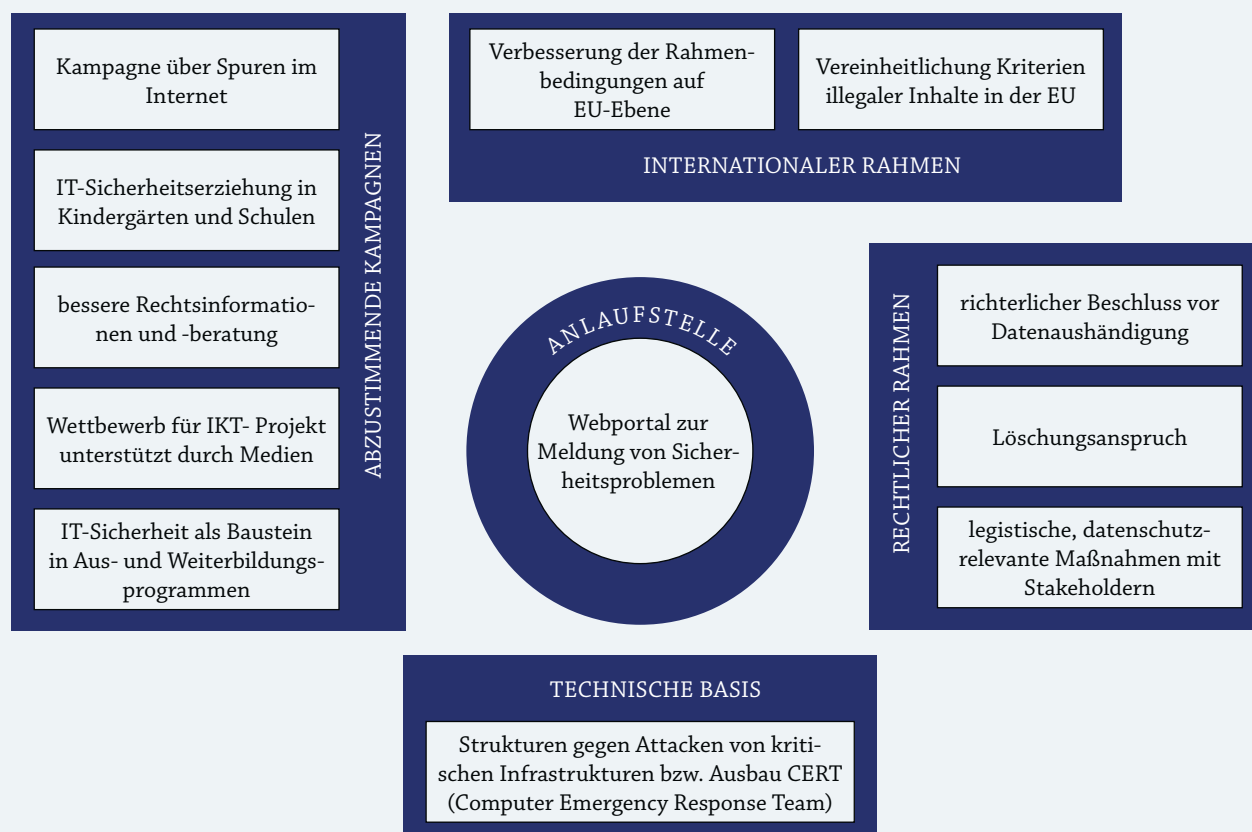 Kampagne über Spuren im
Internet
IT-Sicherheitserziehung in
Kindergärten und Schulen
bessere Rechtsinformatio-
nen und -beratung
Wettbewerb für IKT- Projekt
unterstützt durch Medien
IT-Sicherheit als Baustein
in Aus- und Weiterbildungs-
programmen
ABZUSTIMMENDE KAMPAGNEN
Verbesserung der Rahmen-
bedingungen auf
EU-Ebene
Vereinheitlichung Kriterien
illegaler Inhalte in der EU
INTERNATIONALER RAHMEN
ANLAUFSTELLE
Webportal zur
Meldung von Sicher-
heitsproblemen
RECHTLICHER RAHMEN
richterlicher Beschluss vor
Datenaushändigung
Löschungsanspruch
legistische, datenschutz-
relevante Maßnahmen mit
Stakeholdern
TECHNISCHE BASIS
Strukturen gegen Attacken von kriti-
schen Infrastrukturen bzw. Ausbau CERT
(Computer Emergency Response Team)